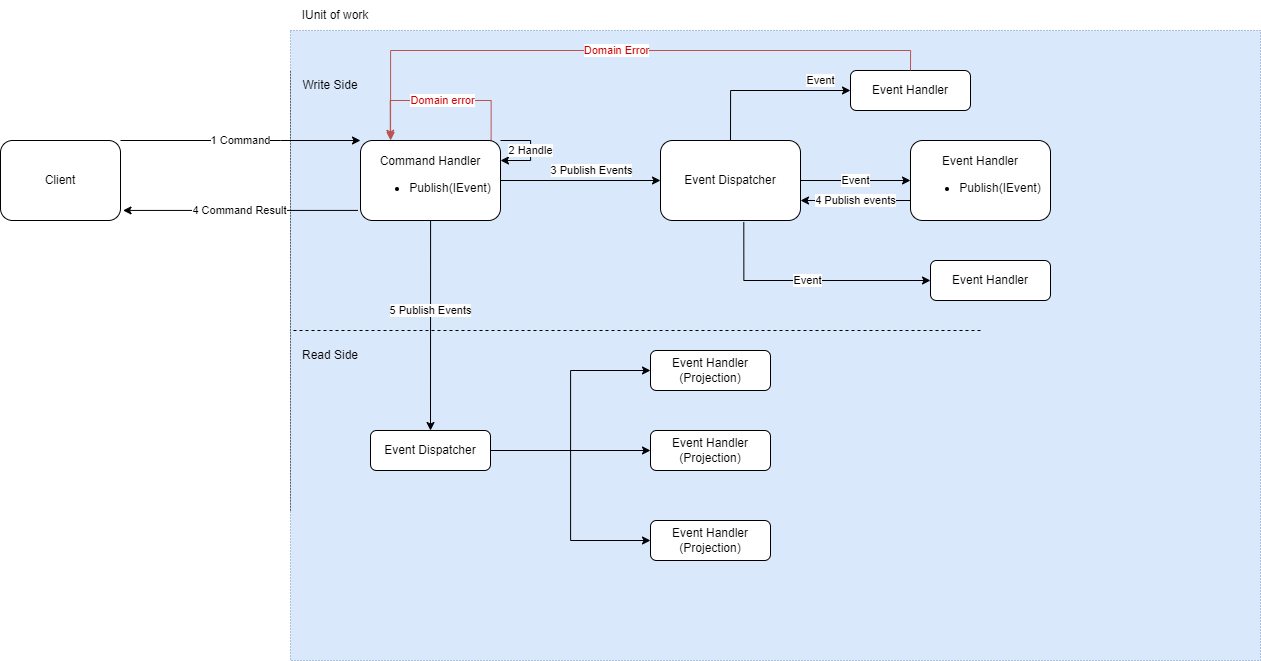 IUnit of work
Domain Error
Write Side
Event
Event Handler
Domain error
1 Command
2 Handle
Client
Command Handler
• Publish(IEvent)
3 Publish Events
Event Dispatcher
Event
Event Handler
• Publish(IEvent)
4 Publish events
4 Command Result
Event
Event Handler
5 Publish Events
Read Side
Event Handler
(Projection)
Event Dispatcher
Event Handler
(Projection)
Event Handler
(Projection)